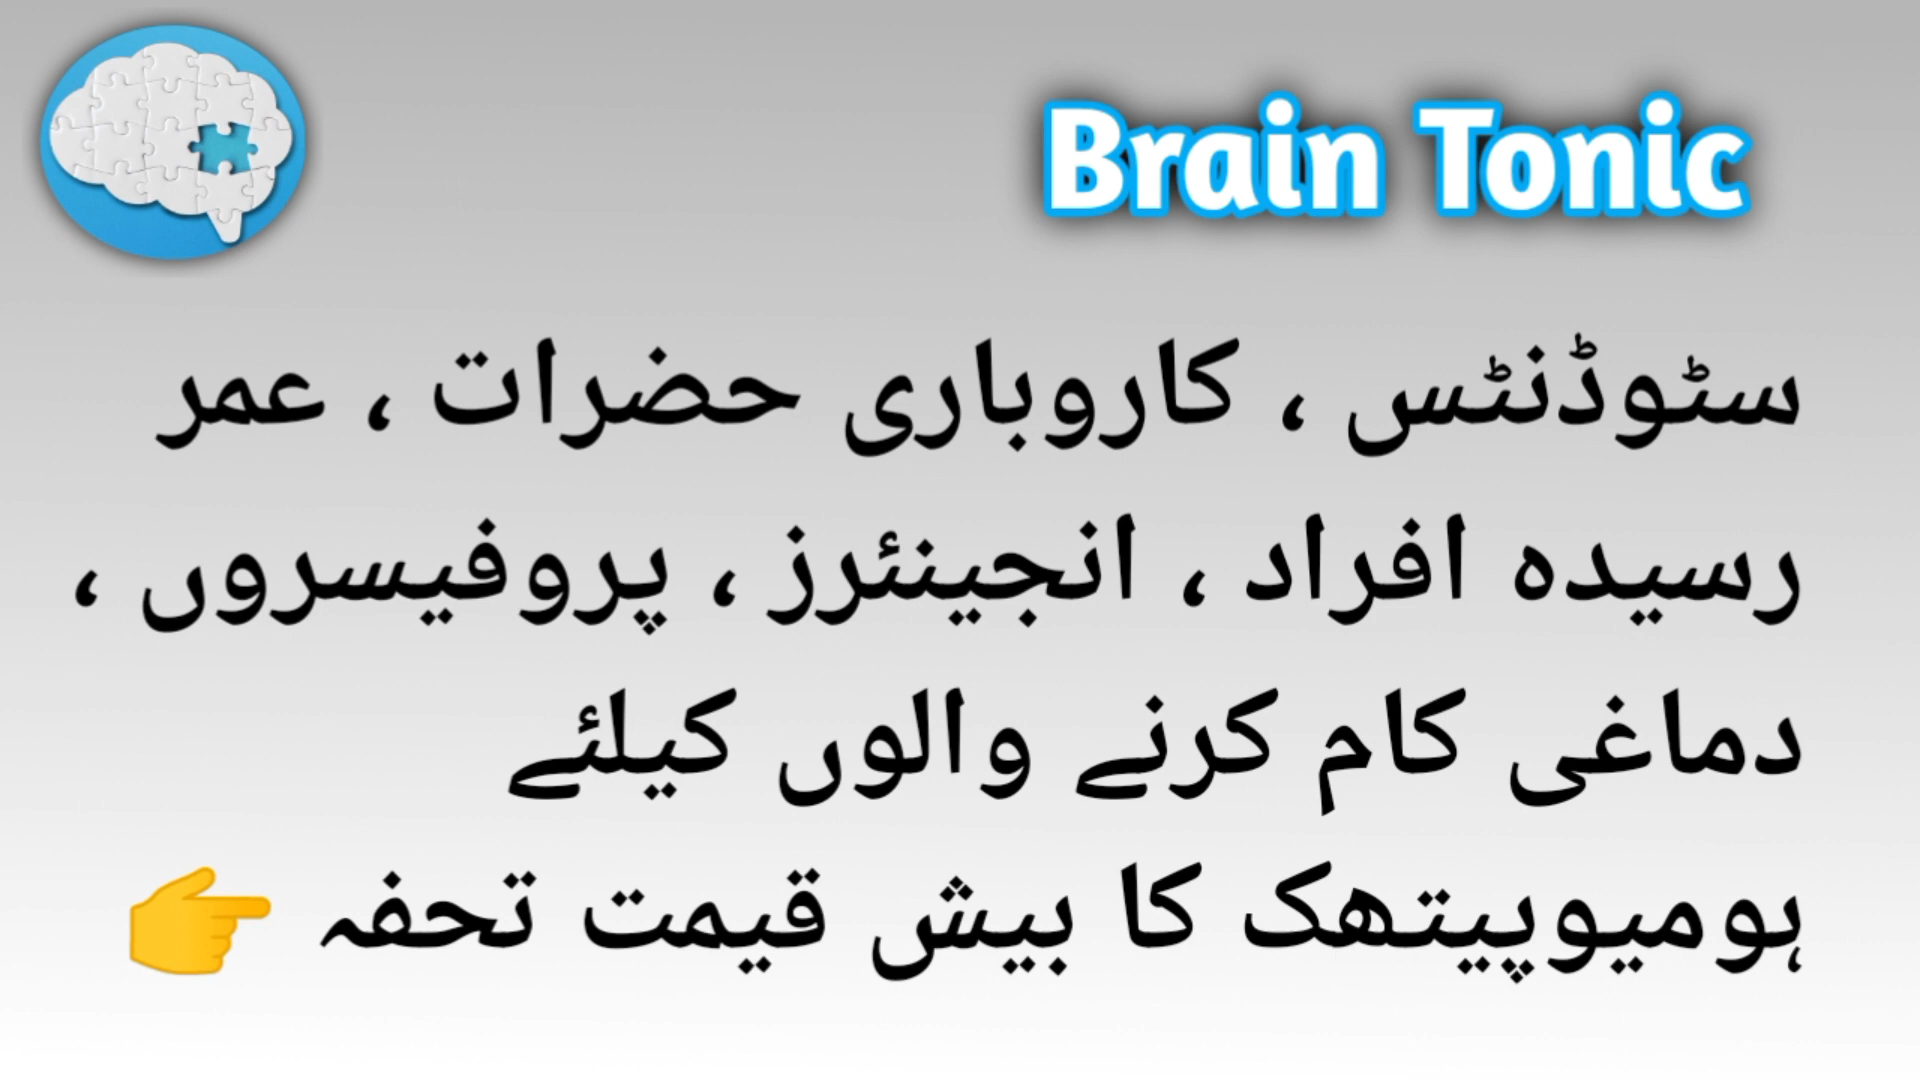 Brain Tonic
سٹوڈنٹس ، کاروباری حضرات ، عمر
رسیدہ افراد ، انجینئرز ، پروفیسروں ،
دماغی کام کرنے والوں کیلئے
ہومیوپیتھک کا بیش قیمت تحفہ 👉